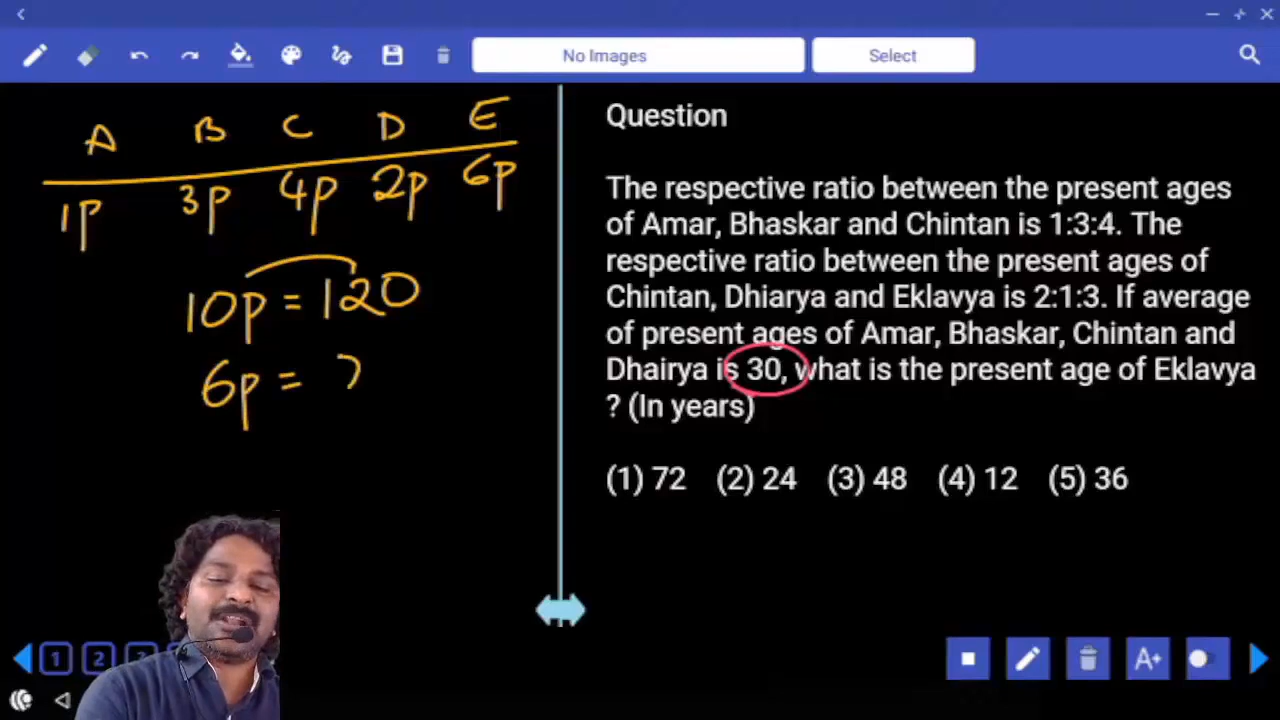 No Images
Select
A B C D E
1p 3p 4p 2p 6p
10p = 120
6p = ?
Question
The respective ratio between the present ages
of Amar, Bhaskar and Chintan is 1:3:4. The
respective ratio between the present ages of
Chintan, Dhiarya and Eklavya is 2:1:3. If average
of present ages of Amar, Bhaskar, Chintan and
Dhairya is 30, what is the present age of Eklavya
? (In years)
(1) 72 (2) 24 (3) 48 (4) 12 (5) 36
1 2
A+